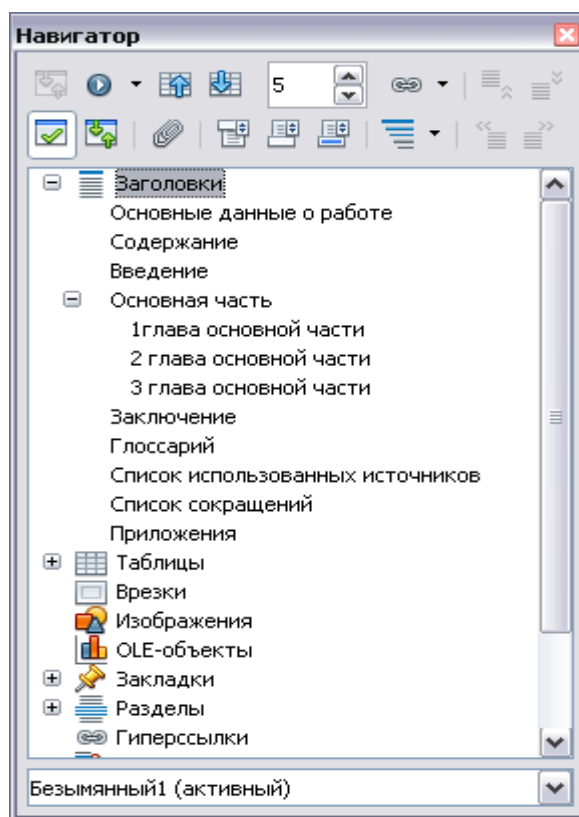 Навигатор
5
Заголовки
Основные данные о работе
Содержание
Введение
Основная часть
1глава основной части
2 глава основной части
3 глава основной части
Заключение
Глоссарий
Список использованных источников
Список сокращений
Приложения
Таблицы
Врезки
Изображения
OLE-объекты
Закладки
Разделы
Гиперссылки
Безымянный1 (активный)